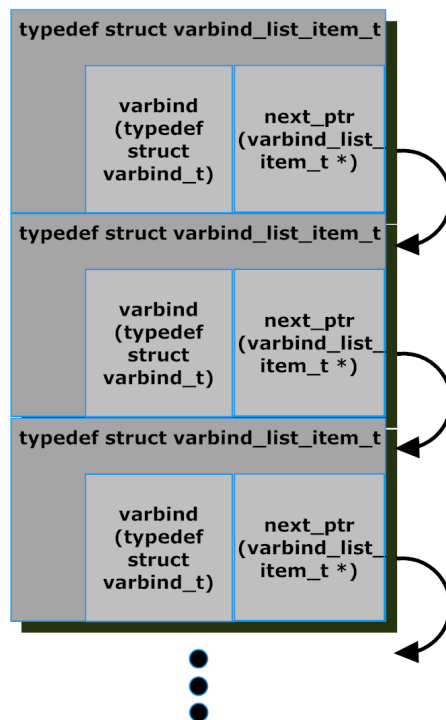 typedef struct varbind_list_item_t
varbind
(typedef
struct
varbind_t)
next_ptr
(varbind_list_
item_t *)
typedef struct varbind_list_item_t
varbind
(typedef
struct
varbind_t)
next_ptr
(varbind_list_
item_t *)
typedef struct varbind_list_item_t
varbind
(typedef
struct
varbind_t)
next_ptr
(varbind_list_
item_t *)